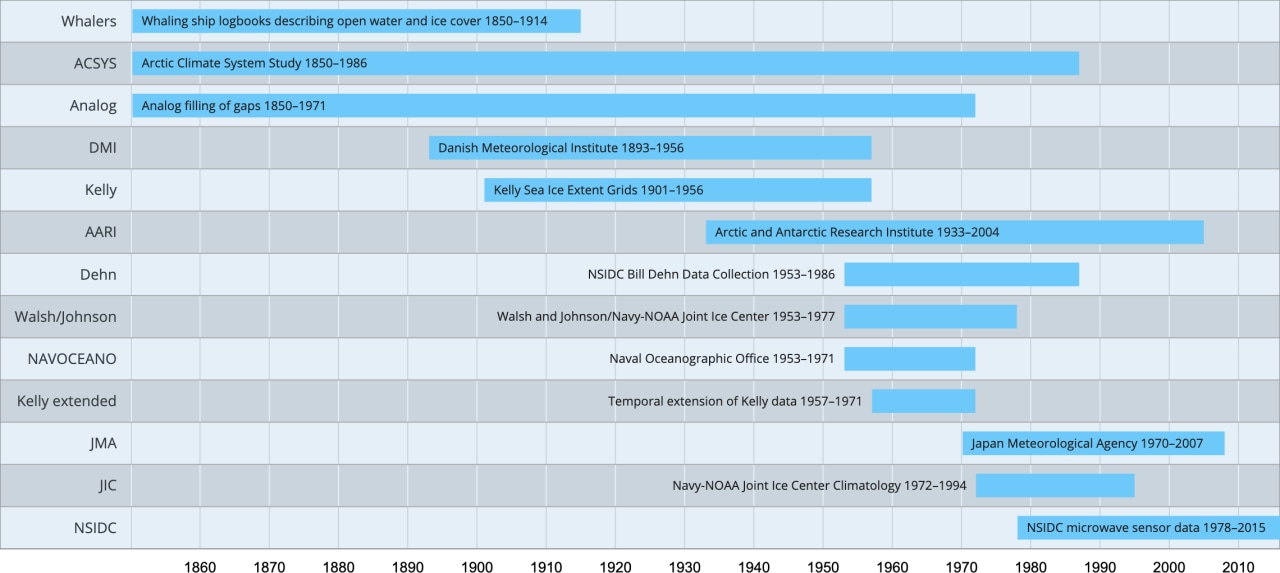 Whalers Whaling ship logbooks describing open water and ice cover 1850–1914
ACSYS Arctic Climate System Study 1850–1986
Analog Analog filling of gaps 1850–1971
DMI Danish Meteorological Institute 1893–1956
Kelly Kelly Sea Ice Extent Grids 1901–1956
AARI Arctic and Antarctic Research Institute 1933–2004
Dehn NSIDC Bill Dehn Data Collection 1953–1986
Walsh/Johnson Walsh and Johnson/Navy-NOAA Joint Ice Center 1953–1977
NAVOCEANO Naval Oceanographic Office 1953–1971
Kelly extended Temporal extension of Kelly data 1957–1971
JMA Japan Meteorological Agency 1970–2007
JIC Navy-NOAA Joint Ice Center Climatology 1972–1994
NSIDC NSIDC microwave sensor data 1978–2015
1860 1870 1880 1890 1900 1910 1920 1930 1940 1950 1960 1970 1980 1990 2000 2010